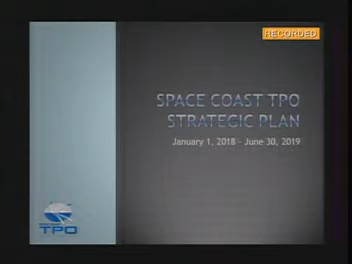 RECORDED
SPACE COAST TPO
STRATEGIC PLAN
January 1, 2018 - June 30, 2019
TPO